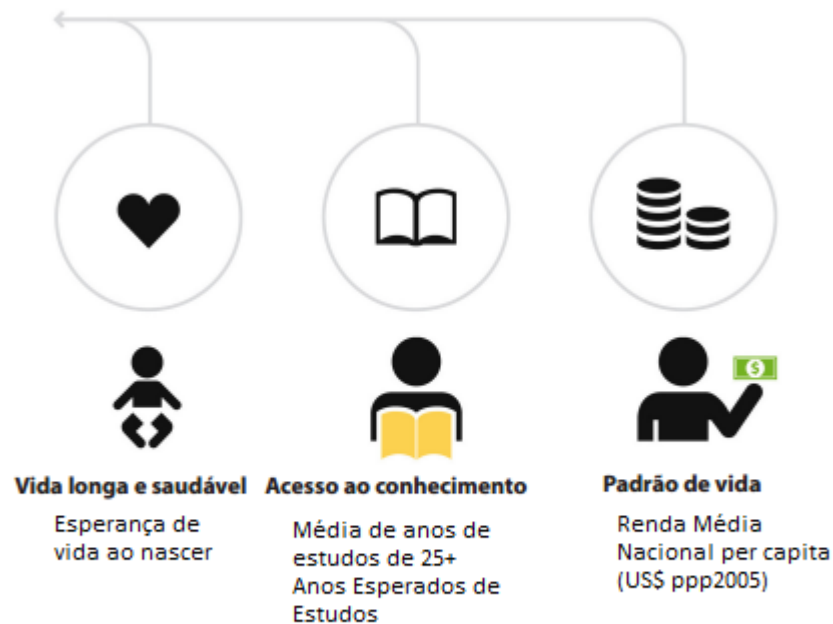 Vida longa e saudável
Esperança de
vida ao nascer
Acesso ao conhecimento
Média de anos de
estudos de 25+
Anos Esperados de
Estudos
$
Padrão de vida
Renda Média
Nacional per capita
(US$ ppp2005)